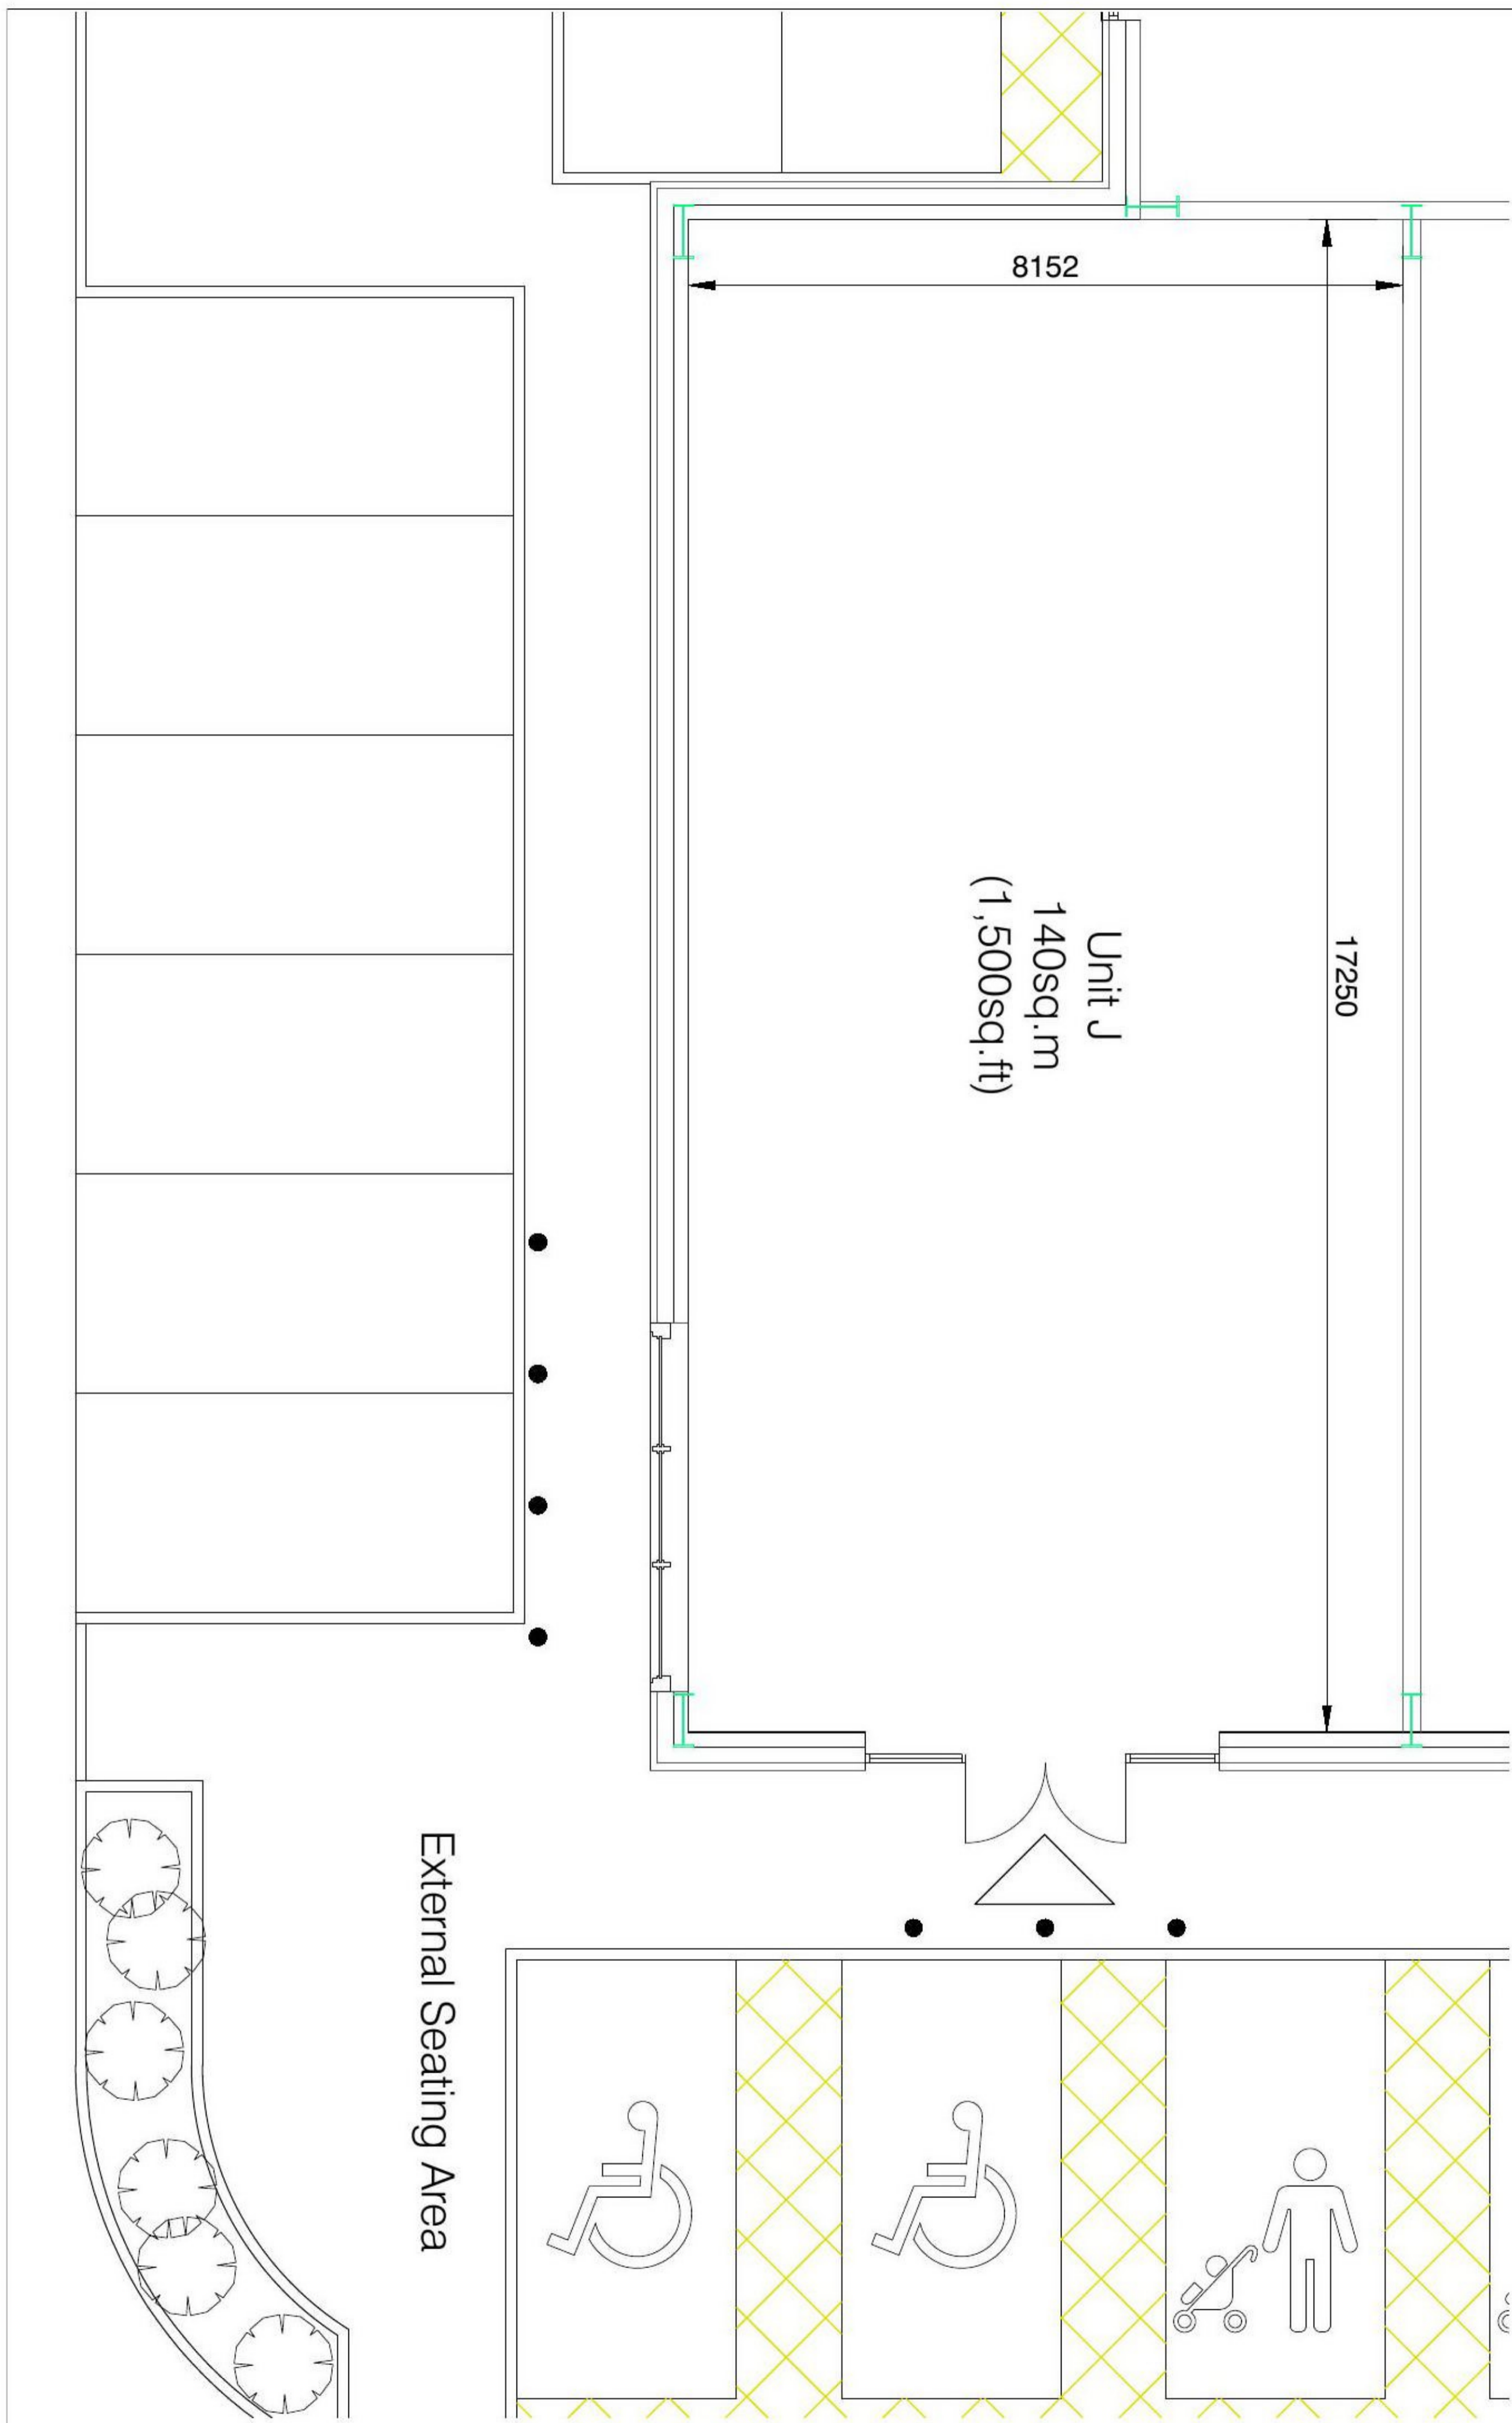 8152
17250
Unit J
140sq.m
(1,500sq.ft)
External Seating Area